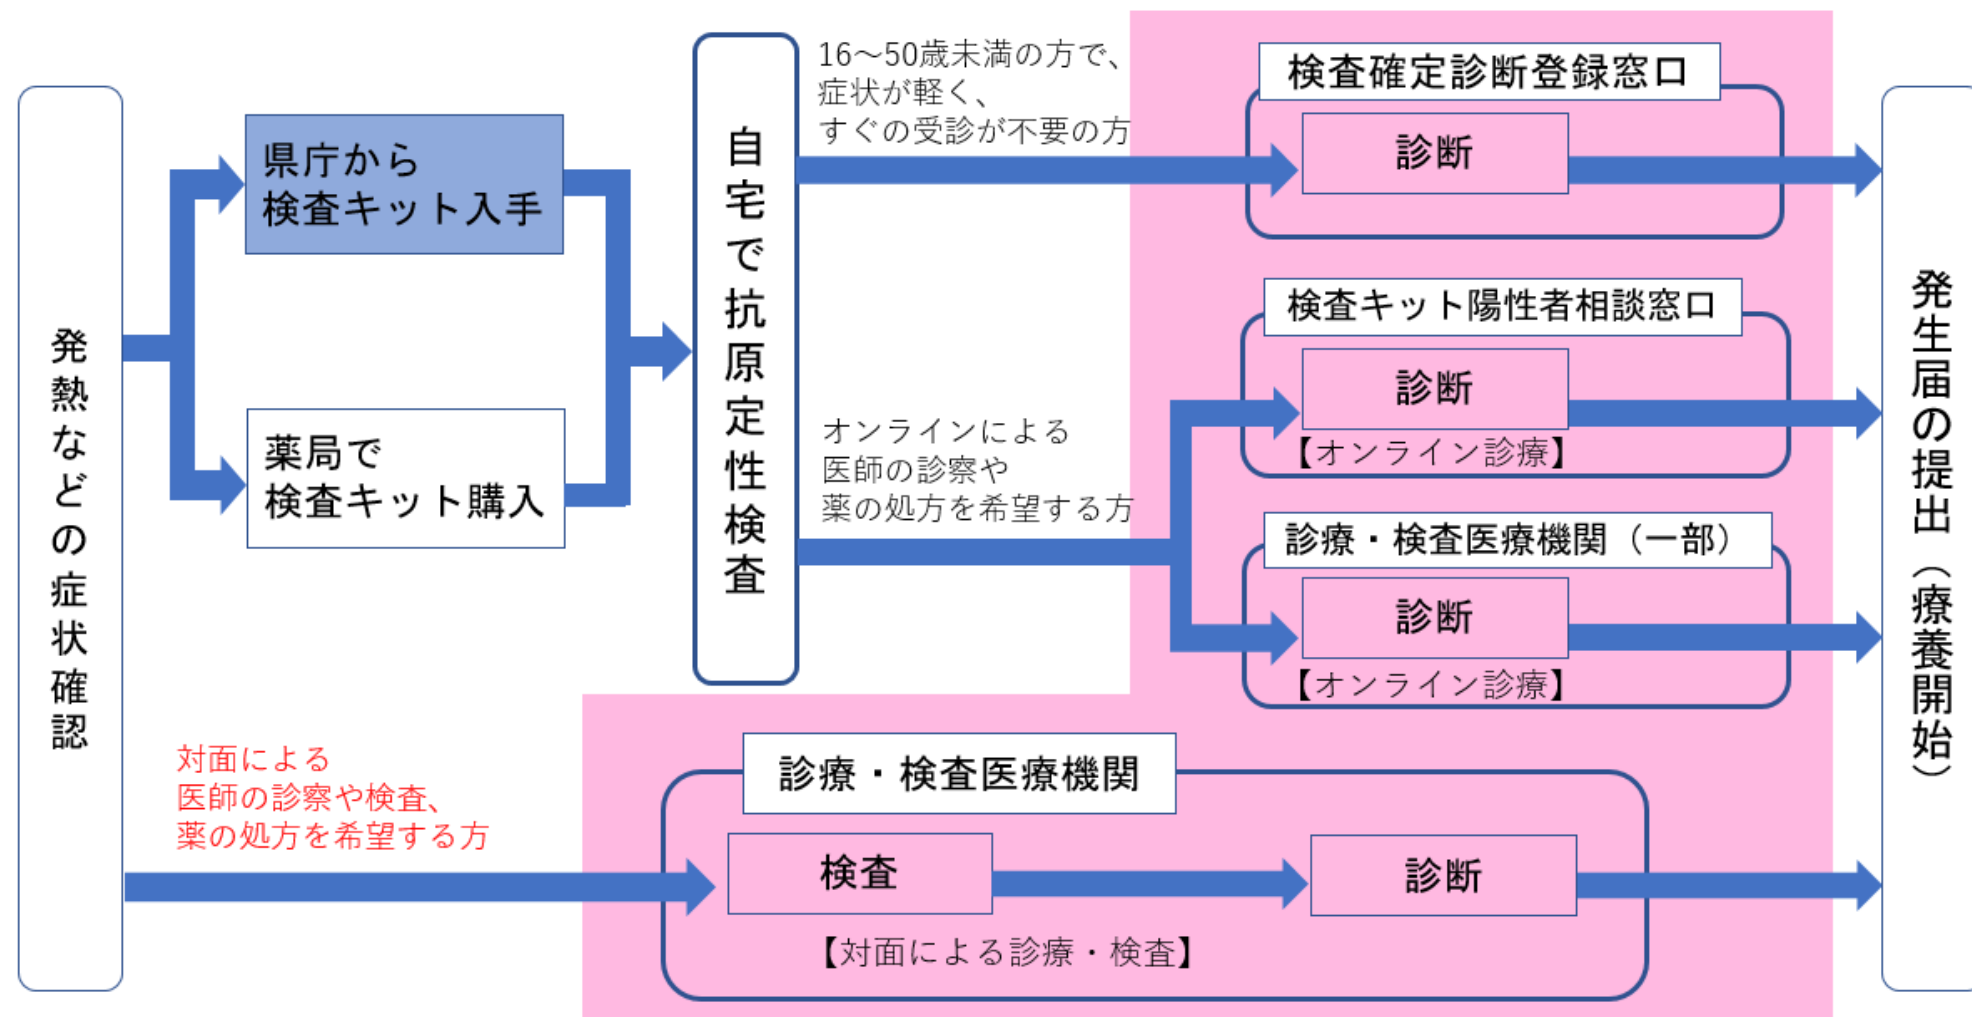 発熱などの症状確認
県庁から
検査キット入手
薬局で
検査キット購入
自宅で抗原定性検査
16～50歳未満の方で、
症状が軽く、
すぐの受診が不要の方
検査確定診断登録窓口
診断
オンラインによる
医師の診察や
薬の処方を希望する方
検査キット陽性者相談窓口
診断
【オンライン診療】
診療・検査医療機関（一部）
診断
【オンライン診療】
対面による
医師の診察や検査、
薬の処方を希望する方
診療・検査医療機関
検査
診断
【対面による診療・検査】
発生届の提出（療養開始）